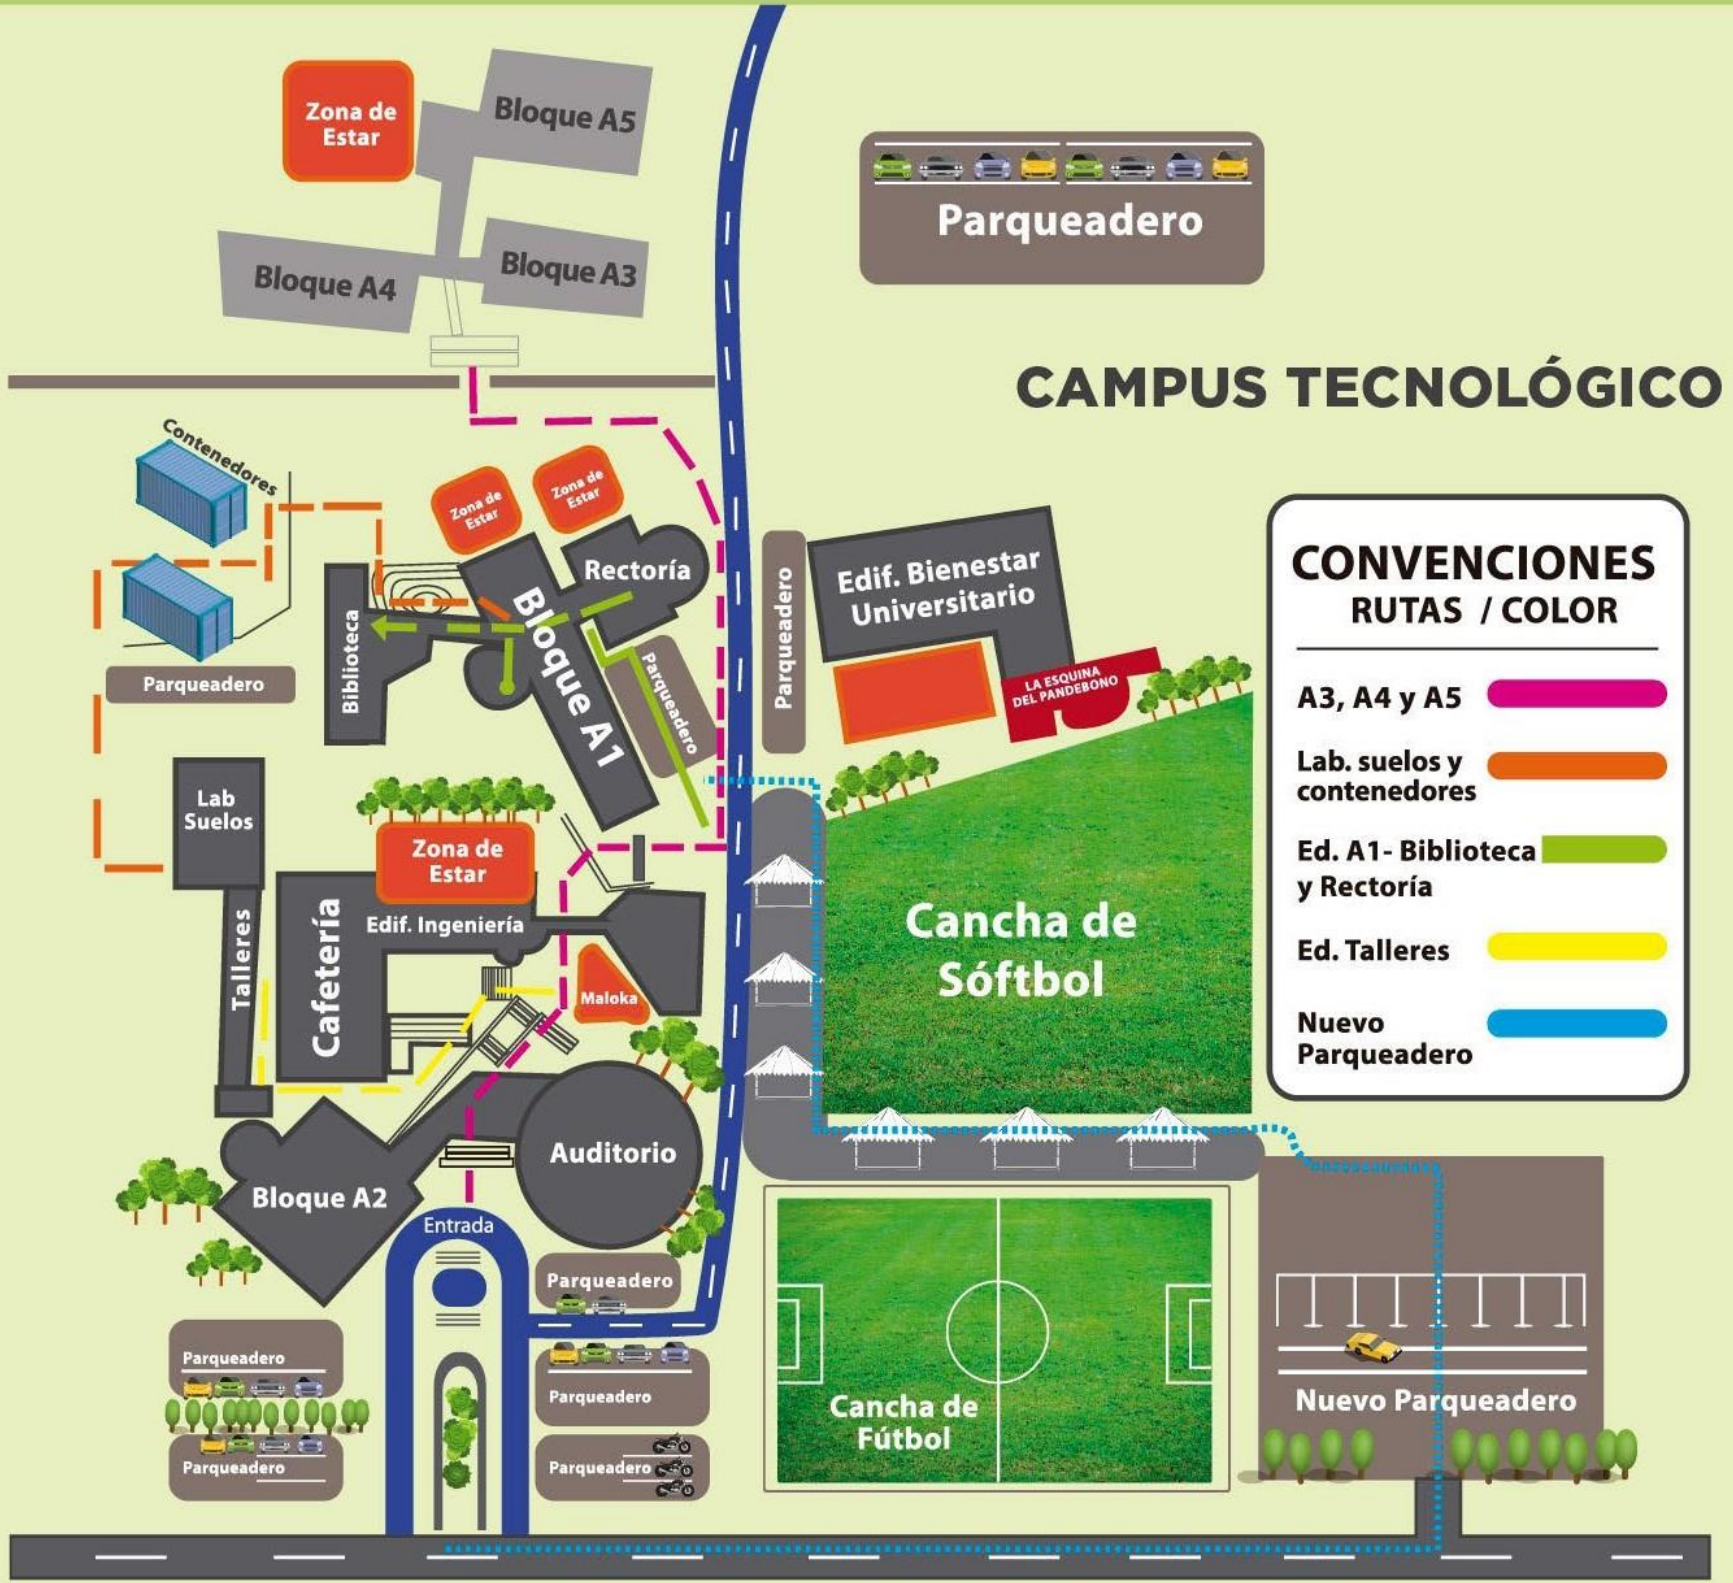 Zona de
Estar
Bloque A5
Bloque A4
Bloque A3
Parqueadero
CAMPUS TECNOLÓGICO
Contenedores
Zona de
Estar
Zona de
Estar
Rectoría
Bloque A1
Biblioteca
Parqueadero
Parqueadero
Parqueadero
Edif. Bienestar
Universitario
LA ESQUINA
DEL PANDEBONO
CONVENCIONES
RUTAS / COLOR
A3, A4 y A5
Lab. suelos y
contenedores
Ed. A1- Biblioteca
y Rectoría
Ed. Talleres
Nuevo
Parqueadero
Lab
Suelos
Zona de
Estar
Edif. Ingeniería
Talleres
Cafetería
Maloka
Cancha de
Sóftbol
Auditorio
Bloque A2
Entrada
Parqueadero
Parqueadero
Parqueadero
Parqueadero
Parqueadero
Cancha de
Fútbol
Nuevo Parqueadero